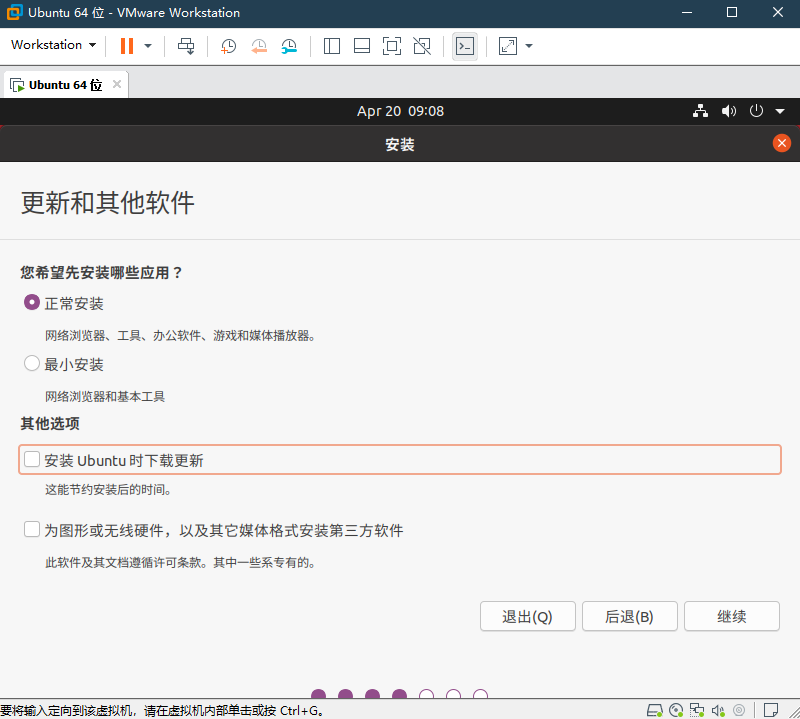 Ubuntu 64 位 - VMware Workstation
Workstation
Ubuntu 64 位
Apr 20 09:08
安装
更新和其他软件
您希望先安装哪些应用？
正常安装
网络浏览器、工具、办公软件、游戏和媒体播放器。
最小安装
网络浏览器和基本工具
其他选项
安装 Ubuntu 时下载更新
这能节约安装后的时间。
为图形或无线硬件，以及其它媒体格式安装第三方软件
此软件及其文档遵循许可条款。其中一些系专有的。
退出(Q) 后退(B) 继续
要将输入定向到该虚拟机，请在虚拟机内部单击或按 Ctrl+G。